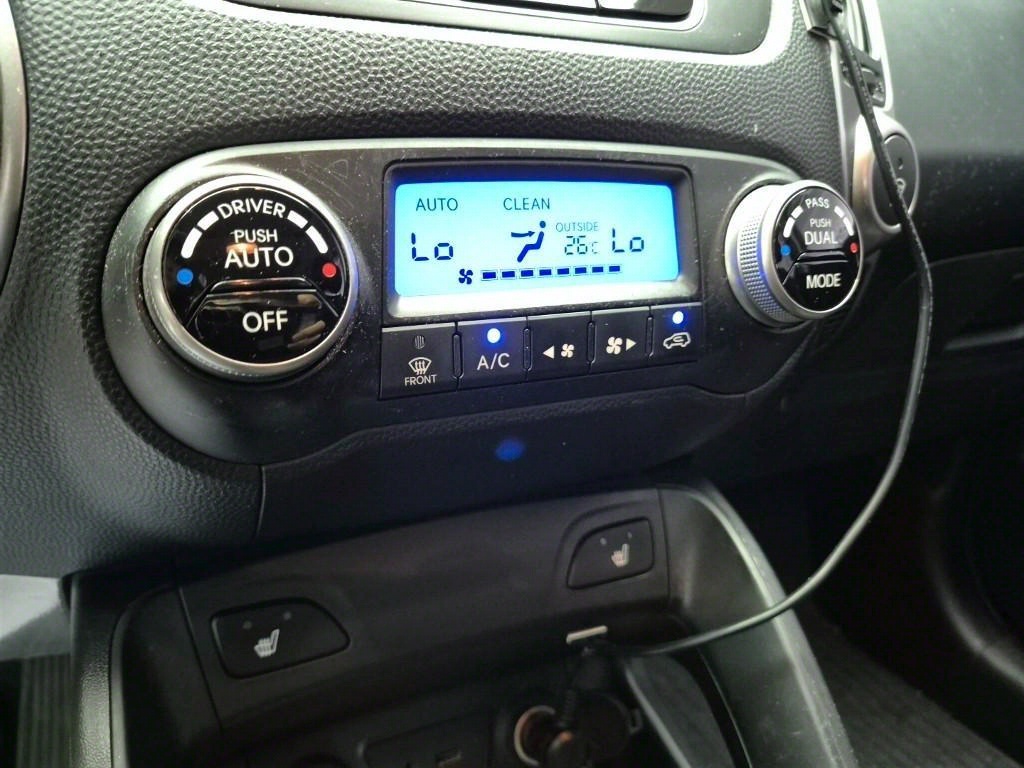 DRIVER
PUSH
AUTO
OFF
AUTO CLEAN
Lo OUTSIDE 26c Lo
FRONT
A/C
PASS
PUSH
DUAL
MODE